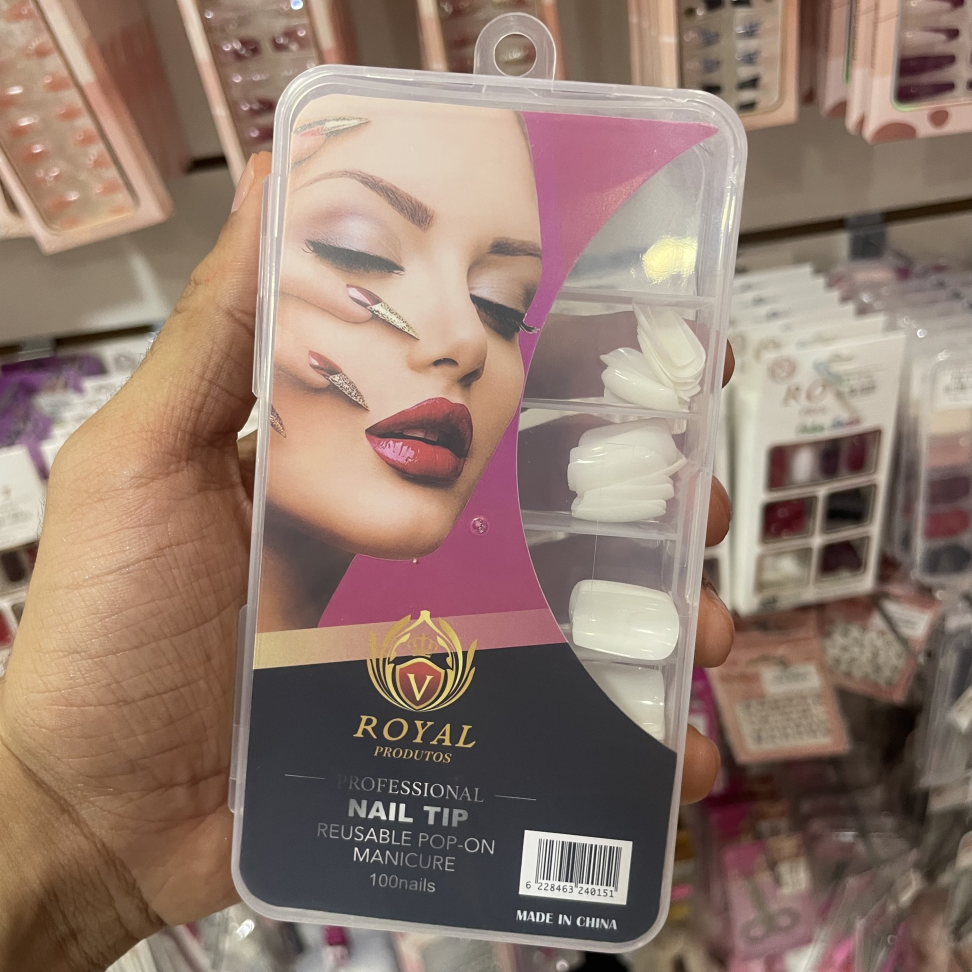 V
ROYAL
PRODUTOS
PROFESSIONAL
NAIL TIP
REUSABLE POP-ON
MANICURE
100nails
6 228463 240151
MADE IN CHINA